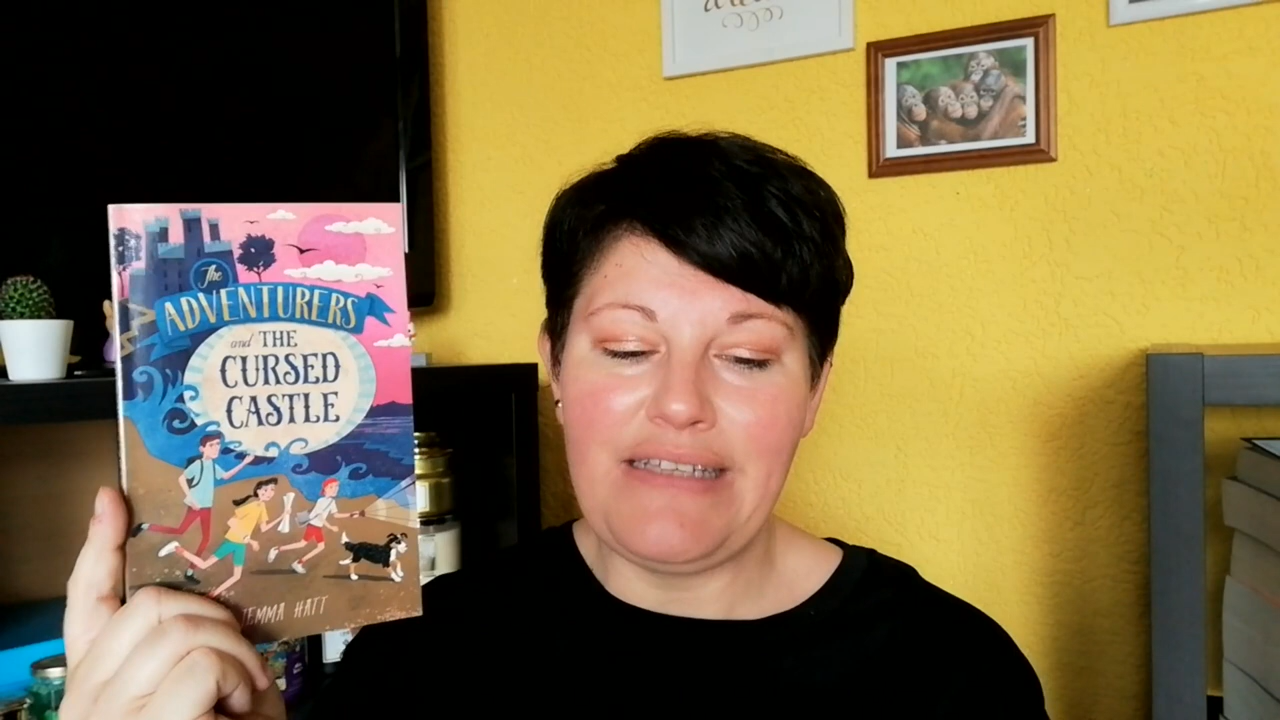 The
ADVENTURERS
and THE
CURSED
CASTLE
JEMMA HATT